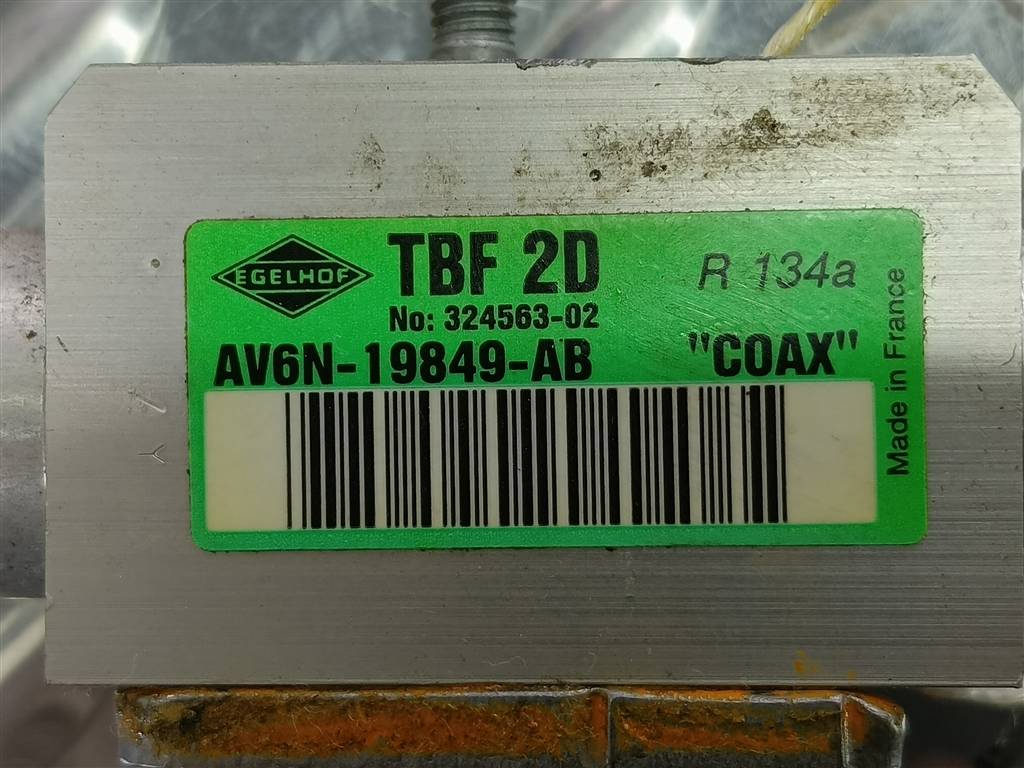 EGELHOF
TBF 2D
R 134a
No: 324563-02
AV6N-19849-AB
"COAX"
Made in France